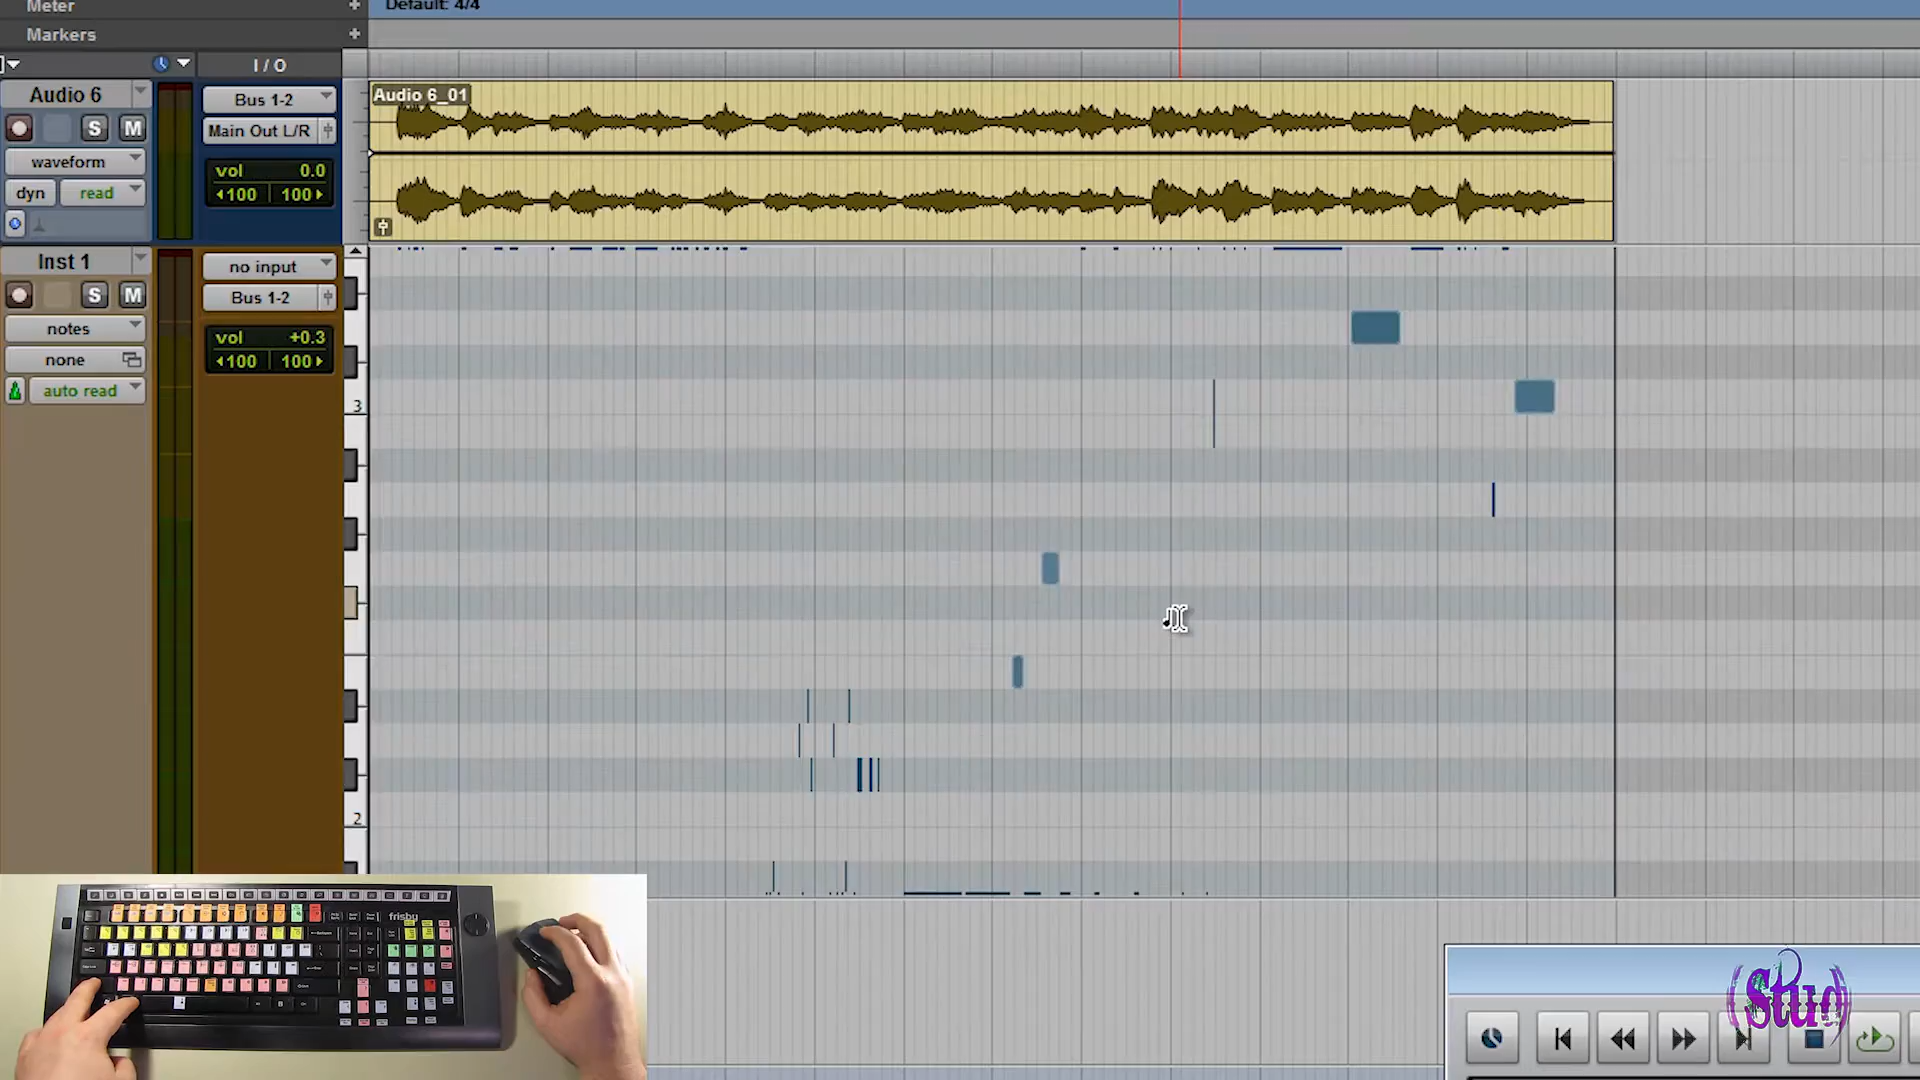 Meter
Default: 4/4
Markers
I / O
Audio 6
Bus 1-2
S M
Main Out L/R
waveform
vol 0.0
dyn read
100 100
Audio 6_01
Inst 1
no input
S M
Bus 1-2
notes
vol +0.3
none
100 100
auto read
3
2
frisby
Stud